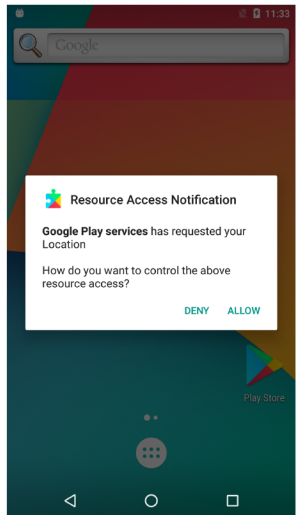 11:33
Google
Resource Access Notification
Google Play services has requested your
Location
How do you want to control the above
resource access?
DENY ALLOW
Play Store